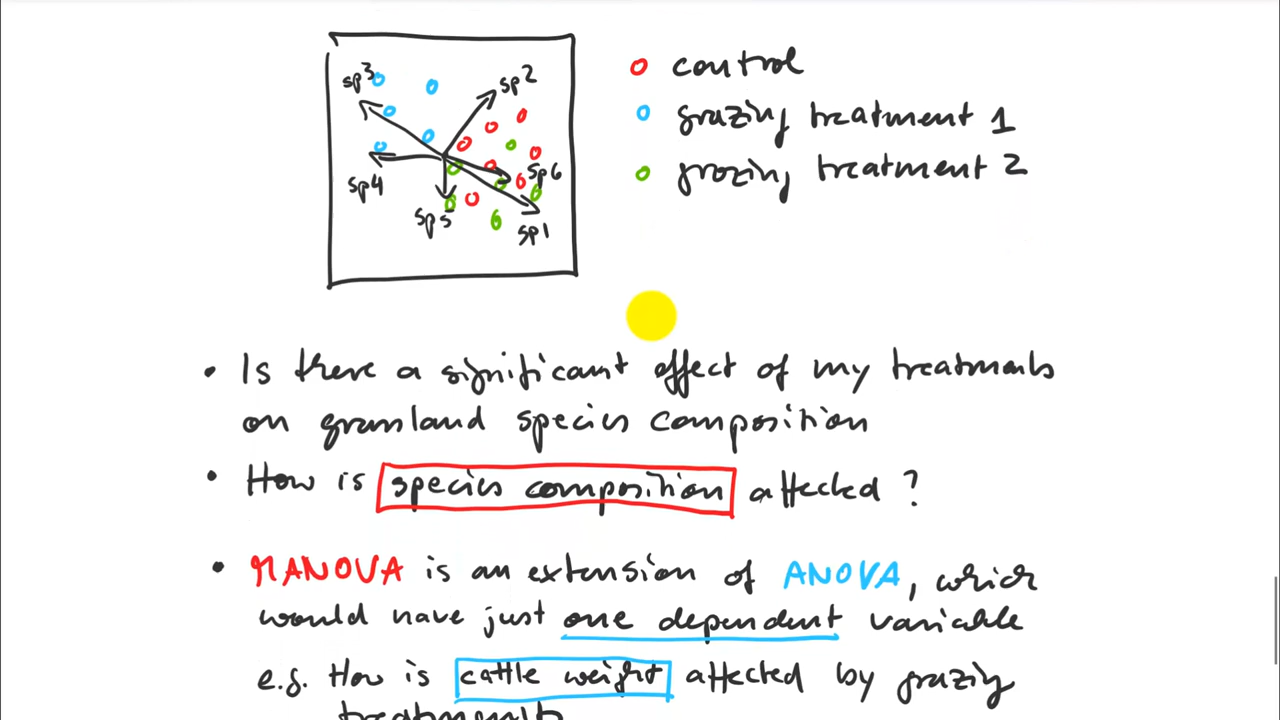 sp3
sp2
sp4
sp5
sp6
sp1
control
grazing treatment 1
grazing treatment 2
• Is there a significant effect of my treatments
on grassland species composition
• How is species composition affected?
• MANOVA is an extension of ANOVA, which
would have just one dependent variable
e.g. How is cattle weight affected by grazing
treatments